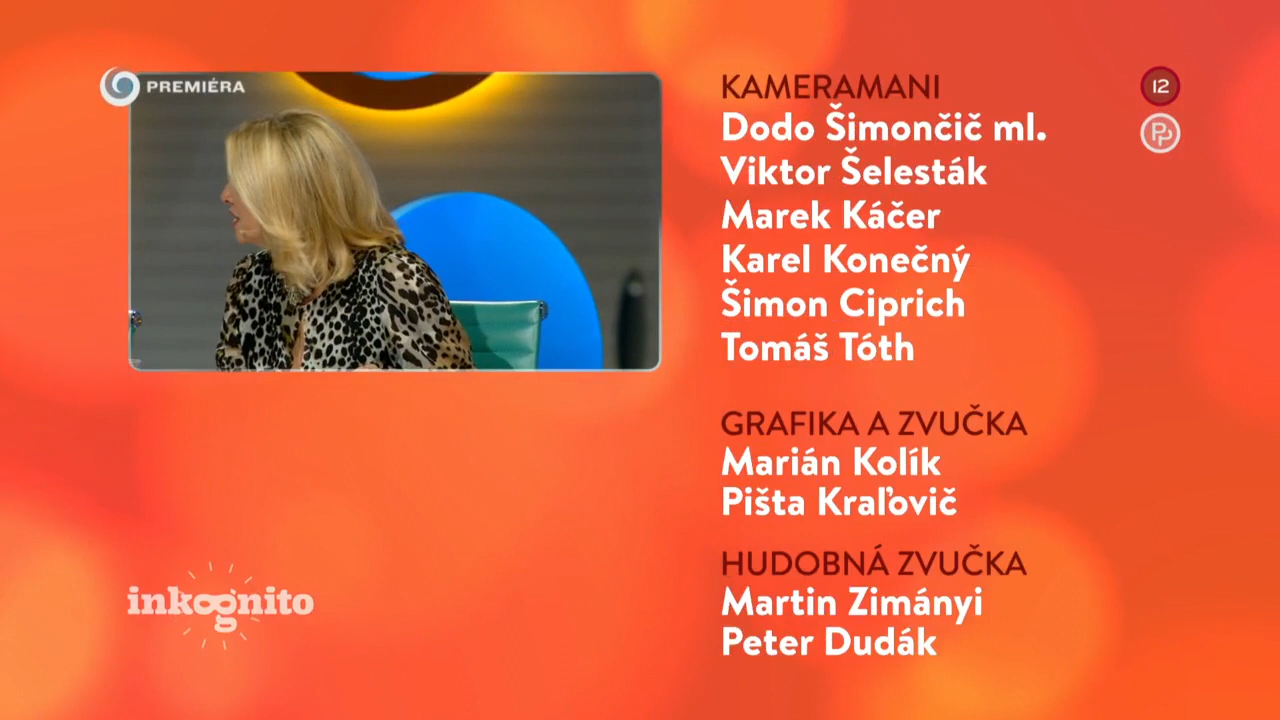 PREMIÉRA
KAMERAMANI
Dodo Šimončič ml.
Viktor Šelesták
Marek Káčer
Karel Konečný
Šimon Ciprich
Tomáš Tóth
GRAFIKA A ZVUČKA
Marián Kolík
Pišta Kraľovič
HUDOBNÁ ZVUČKA
Martin Zimányi
Peter Dudák
12
PP
inkognito